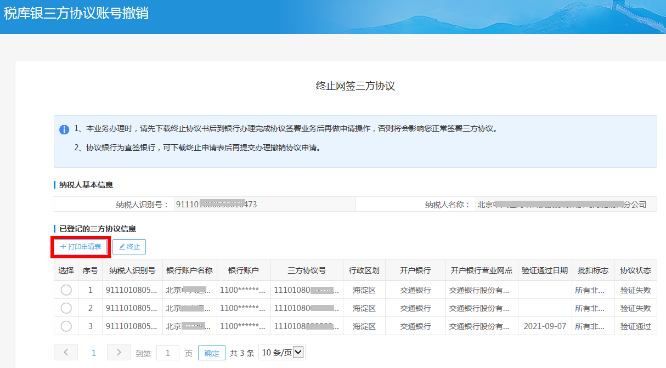 税库银三方协议账号撤销
终止网签三方协议
1、本业务办理时，请先下载终止协议书后到银行办理完成协议签署业务后再做申请操作，否则将会影响您正常签署三方协议。
2、协议银行为直签银行，可下载终止申请表后再提交办理撤销协议申请。
纳税人基本信息
纳税人识别号： 91110 473 纳税人名称： 北京 分公司
已登记的三方协议信息
打印申请表 终止
选择 序号 纳税人识别号 银行账户名称 银行账户 三方协议号 行政区划 开户银行 开户银行营业网点 验证通过日期 批扣标志 协议状态
1 9111010805... 北京 ... 1100******... 11101080 海淀区 交通银行 交通银行股份有... 所有非... 验证失败
2 9111010805... 北京 ... 1100******... 11101080 海淀区 交通银行 交通银行股份有... 所有非... 验证失败
3 9111010805... 北京 ... 1100******... 11101080 海淀区 交通银行 交通银行股份有... 2021-09-07 所有非... 验证通过
1 到第 1 页 确定 共 3 条 10 条/页